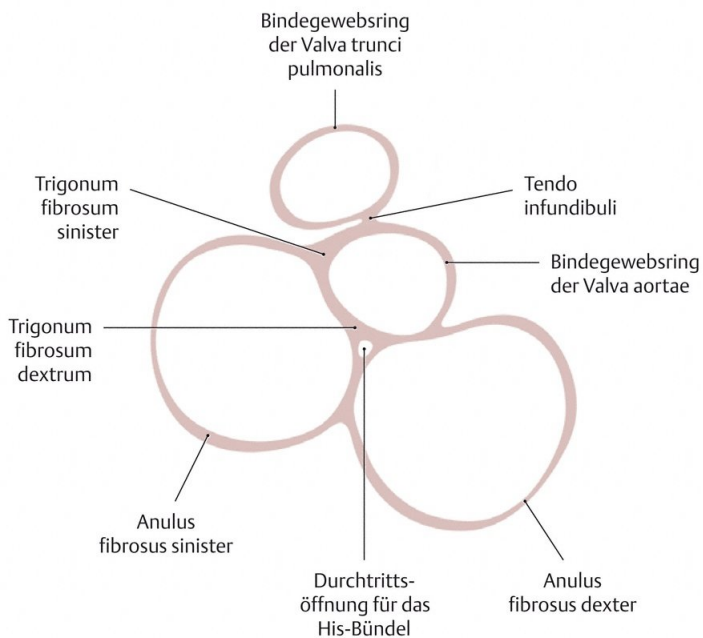 Bindegewebsring
der Valva trunci
pulmonalis
Trigonum
fibrosum
sinister
Tendo
infundibuli
Bindegewebsring
der Valva aortae
Trigonum
fibrosum
dextrum
Anulus
fibrosus sinister
Durchtritts-
öffnung für das
His-Bündel
Anulus
fibrosus dexter